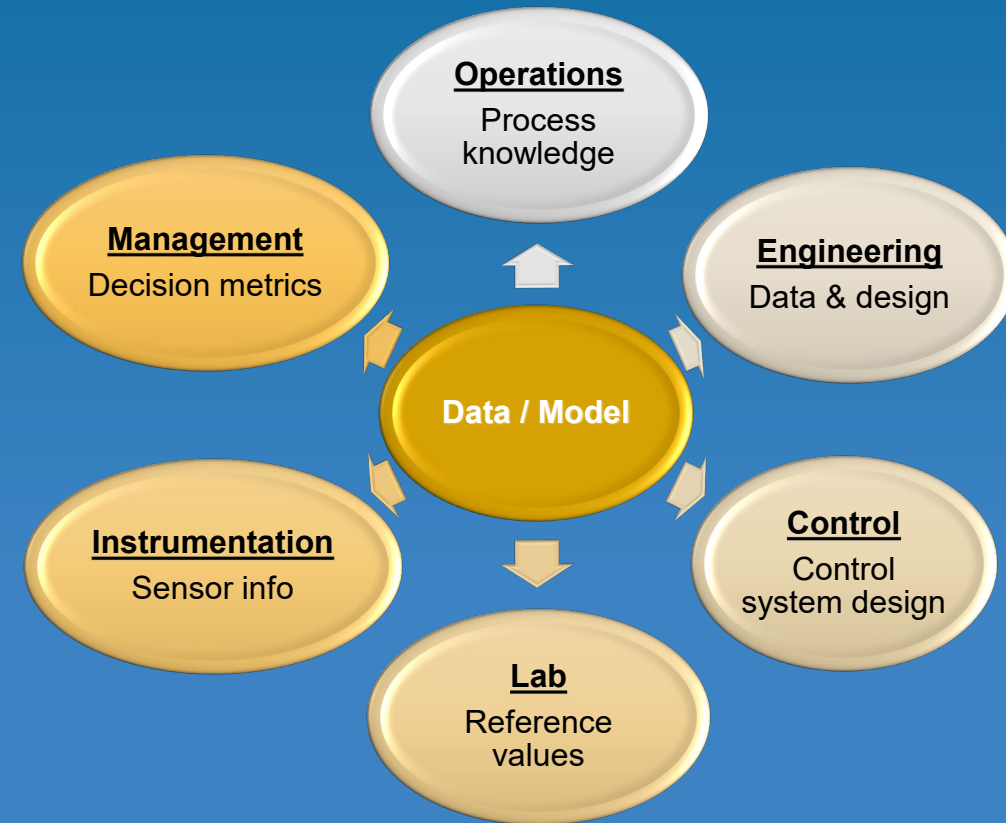 Operations
Process
knowledge
Management
Decision metrics
Engineering
Data & design
Data / Model
Instrumentation
Sensor info
Control
Control
system design
Lab
Reference
values